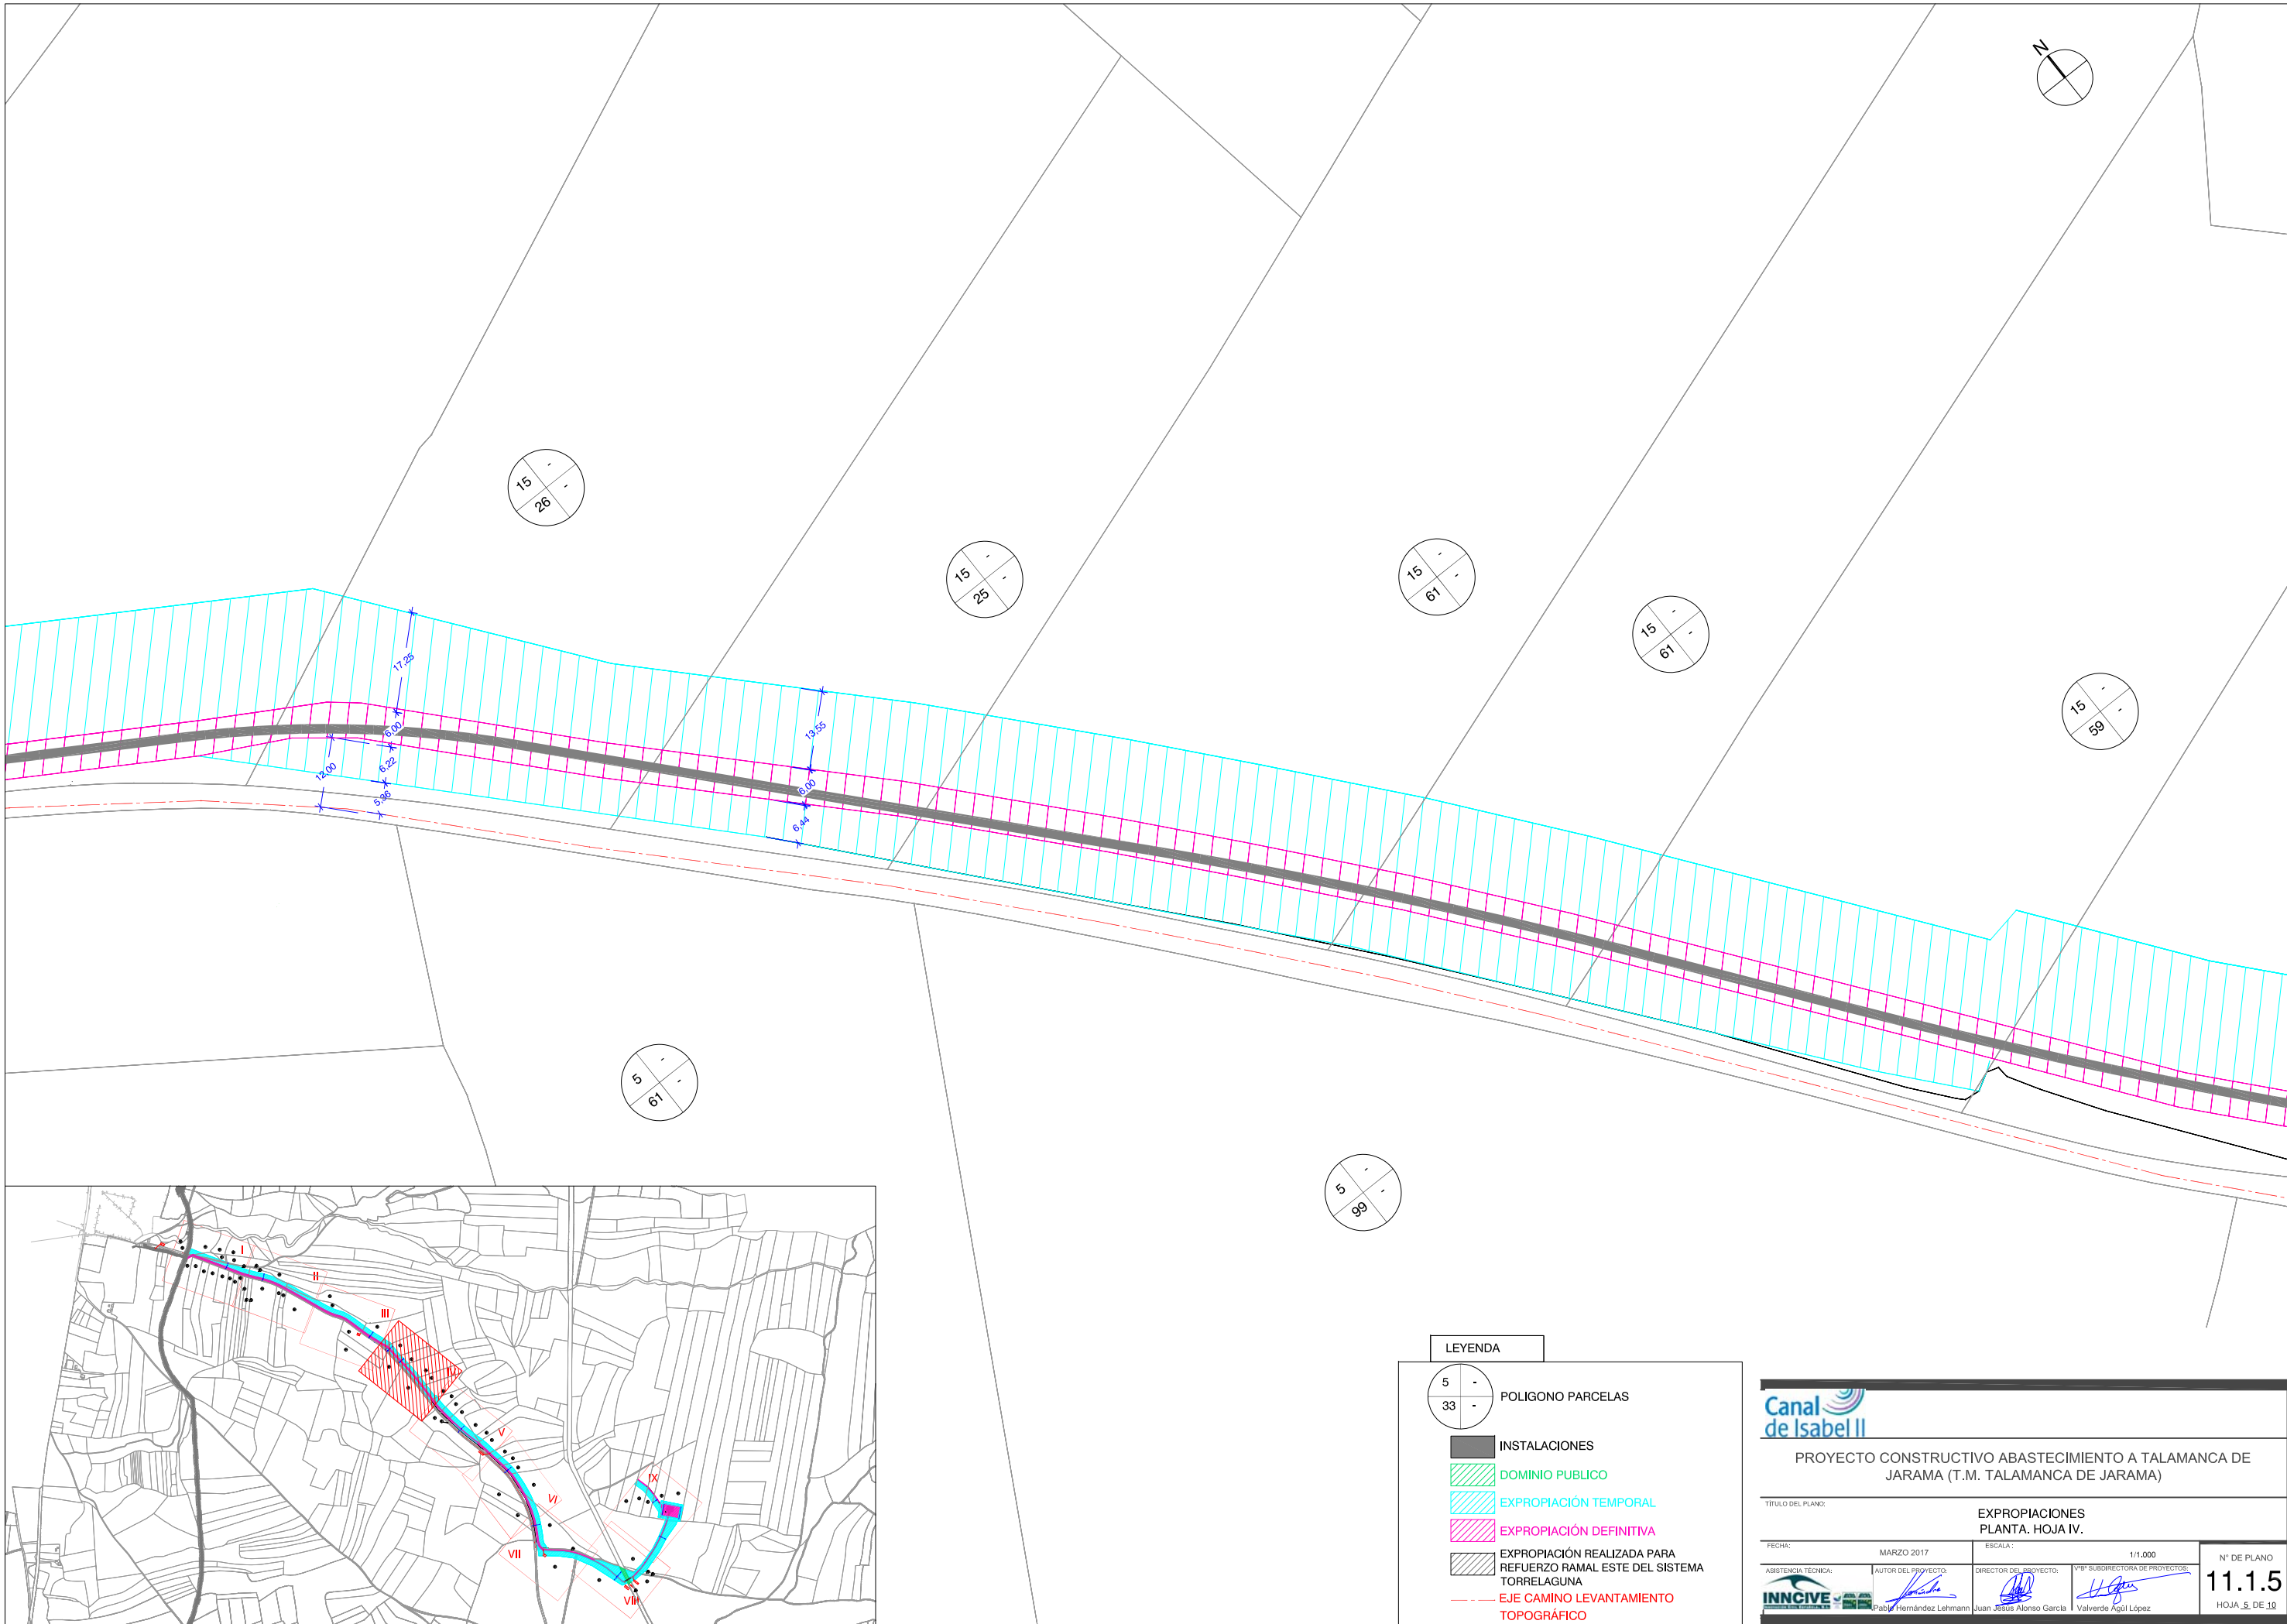 N
15 - -
26
15 - -
25
15 - -
61
15 - -
61
15 - -
59
17,25
6,00
12,00
6,22
5,36
13,55
6,00
6,44
5 - -
61
5 - -
99
I
II
III
IV
V
VI
VII
VIII
IX
LEYENDA
5 -
33 -
POLIGONO PARCELAS
INSTALACIONES
DOMINIO PUBLICO
EXPROPIACIÓN TEMPORAL
EXPROPIACIÓN DEFINITIVA
EXPROPIACIÓN REALIZADA PARA
REFUERZO RAMAL ESTE DEL SISTEMA
TORRELAGUNA
EJE CAMINO LEVANTAMIENTO
TOPOGRÁFICO
Canal
de Isabel II
PROYECTO CONSTRUCTIVO ABASTECIMIENTO A TALAMANCA DE
JARAMA (T.M. TALAMANCA DE JARAMA)
TÍTULO DEL PLANO:
EXPROPIACIONES
PLANTA. HOJA IV.
FECHA:
MARZO 2017
ESCALA :
1/1.000
Nº DE PLANO
11.1.5
HOJA 5 DE 10
ASISTENCIA TÉCNICA:
INNCIVE
AUTOR DEL PROYECTO:
Pablo Hernández Lehmann
DIRECTOR DEL PROYECTO:
Juan Jesús Alonso García
VºBº SUBDIRECTORA DE PROYECTOS:
Valverde Agüí López